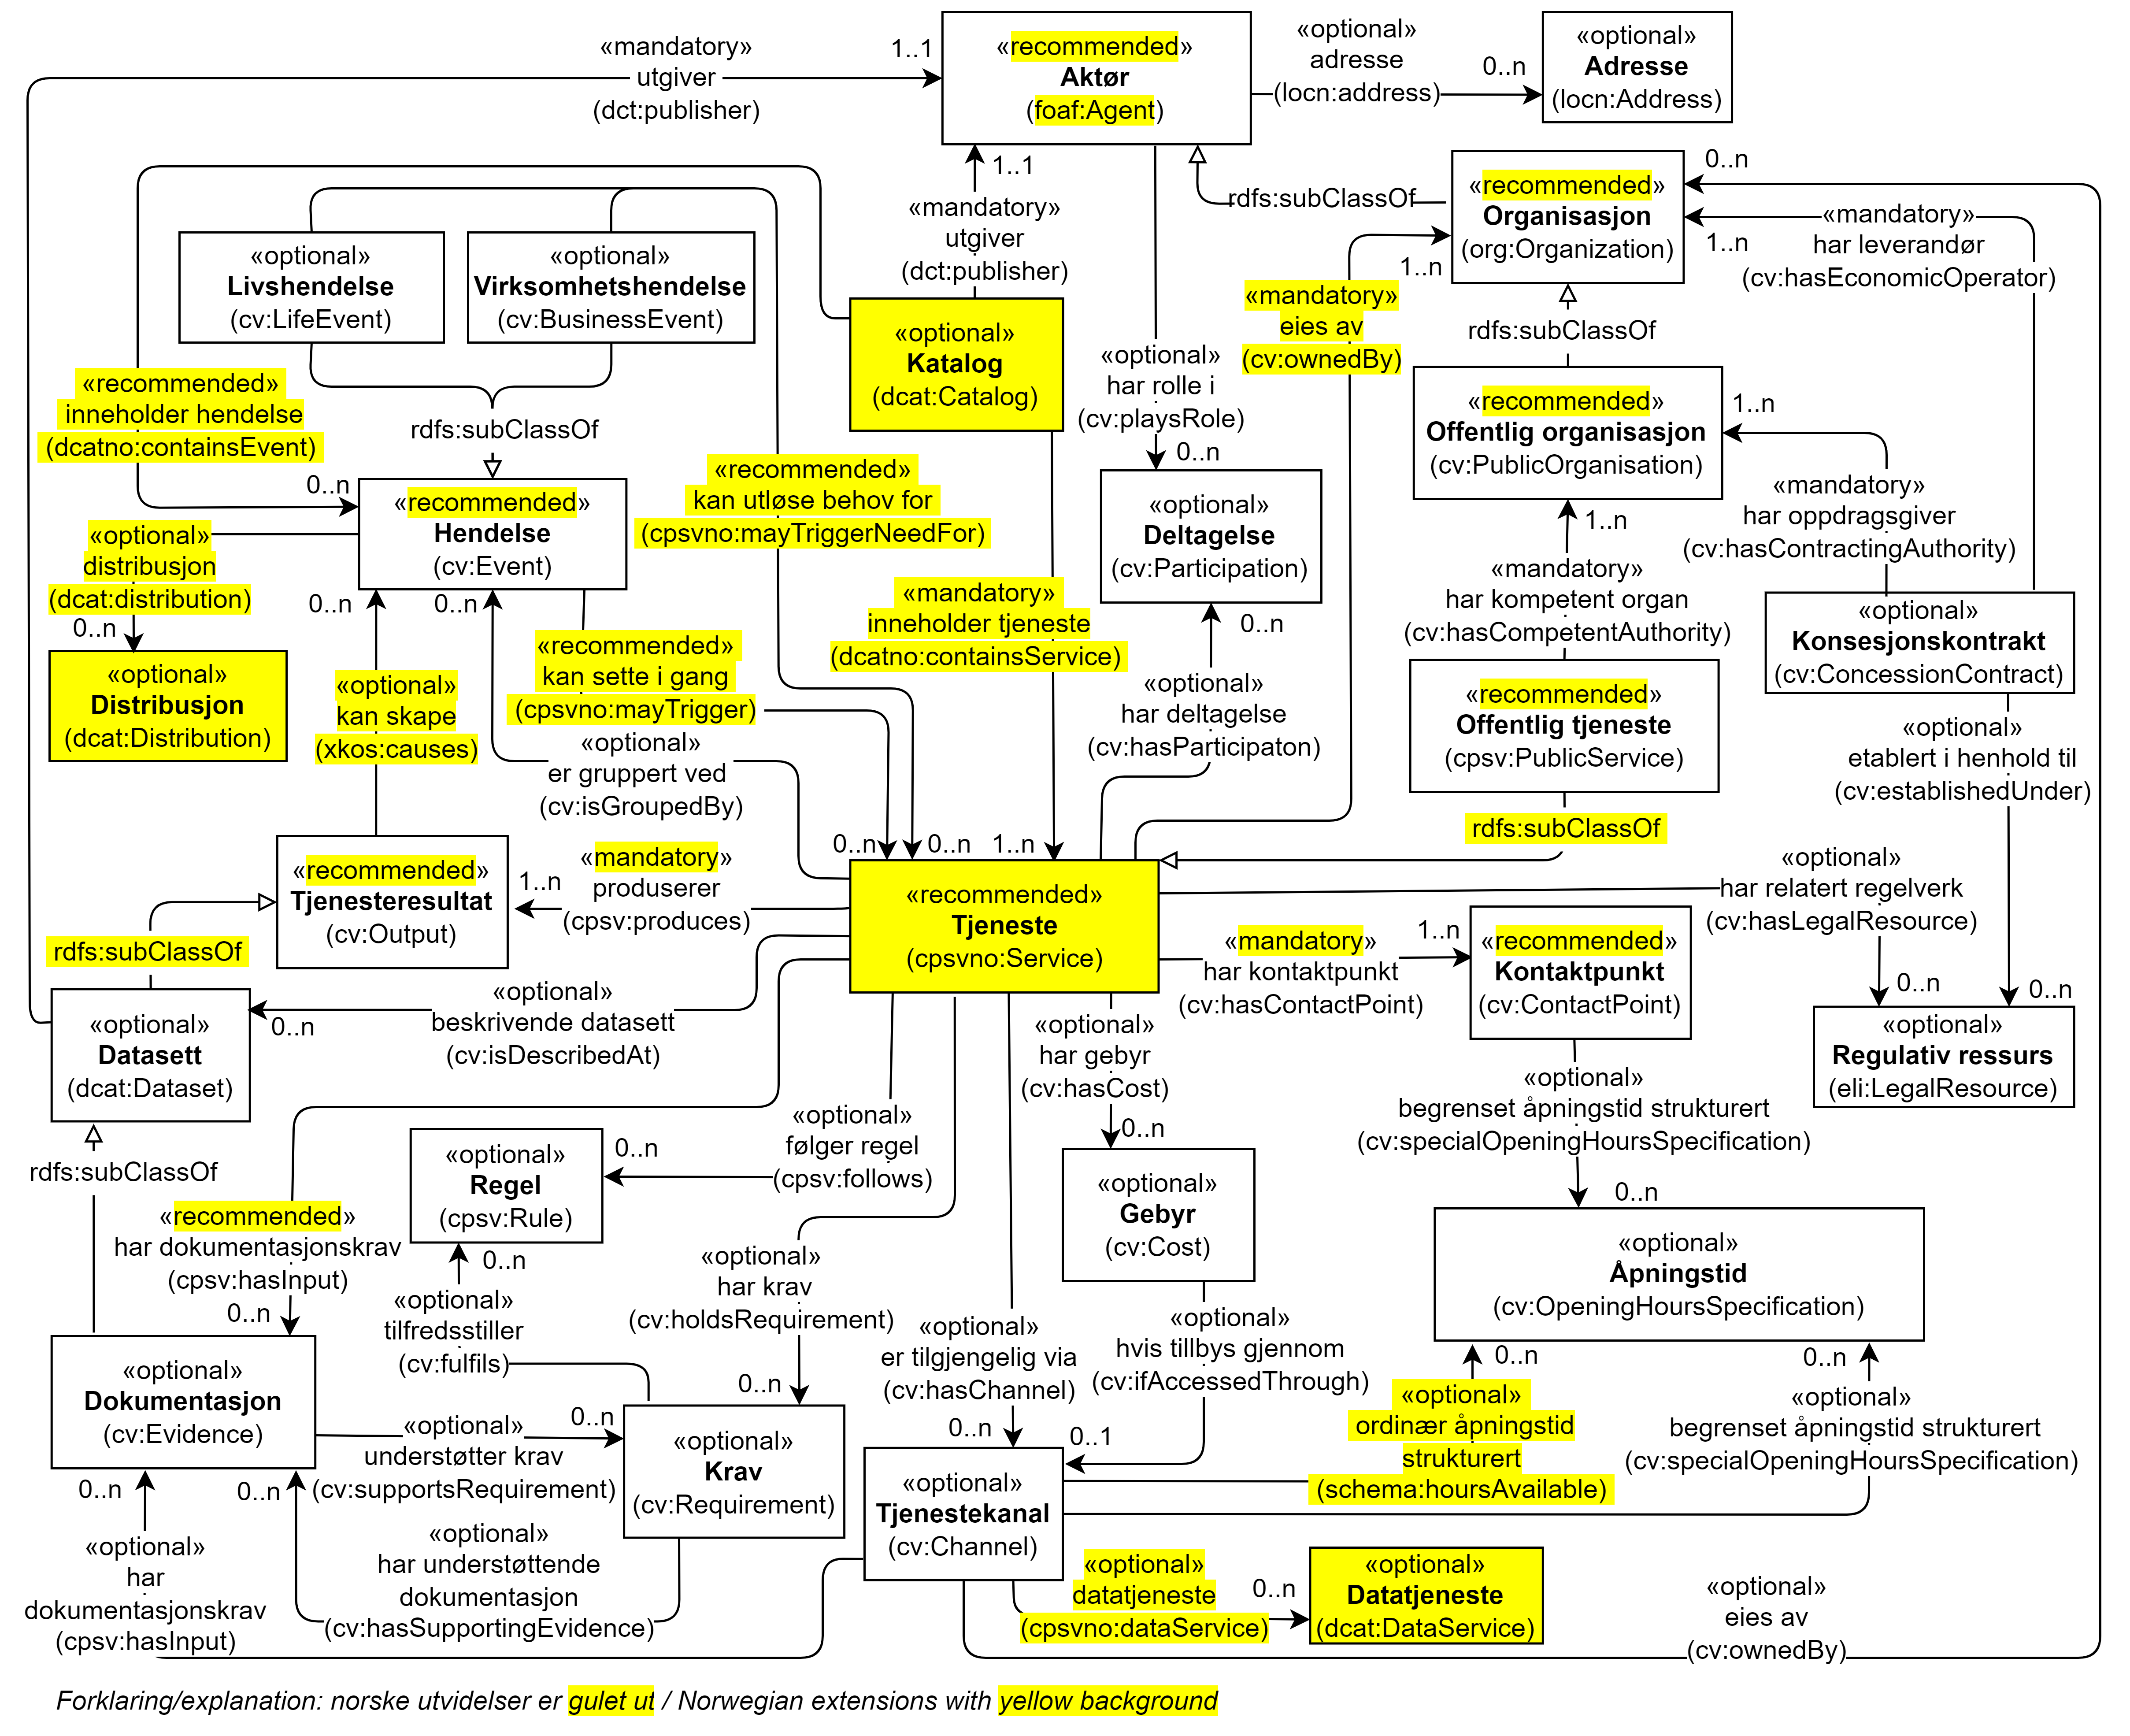 «mandatory»
utgiver
(dct:publisher)
1..1
«recommended»
Aktør
(foaf:Agent)
«optional»
adresse
(locn:address)
0..n
«optional»
Adresse
(locn:Address)
1..1
«mandatory»
utgiver
(dct:publisher)
rdfs:subClassOf
«recommended»
Organisasjon
(org:Organization)
0..n
«mandatory»
har leverandør
(cv:hasEconomicOperator)
1..n
1..n
«optional»
Livshendelse
(cv:LifeEvent)
«optional»
Virksomhetshendelse
(cv:BusinessEvent)
«optional»
Katalog
(dcat:Catalog)
«mandatory»
eies av
(cv:ownedBy)
rdfs:subClassOf
«optional»
har rolle i
(cv:playsRole)
0..n
«recommended»
inneholder hendelse
(dcatno:containsEvent)
0..n
rdfs:subClassOf
«recommended»
Offentlig organisasjon
(cv:PublicOrganisation)
1..n
«mandatory»
har oppdragsgiver
(cv:hasContractingAuthority)
«recommended»
kan utløse behov for
(cpsvno:mayTriggerNeedFor)
«recommended»
Hendelse
(cv:Event)
«optional»
distribusjon
(dcat:distribution)
0..n
«optional»
Deltagelse
(cv:Participation)
1..n
«mandatory»
har kompetent organ
(cv:hasCompetentAuthority)
«mandatory»
inneholder tjeneste
(dcatno:containsService)
0..n
0..n
0..n
«optional»
Konsesjonskontrakt
(cv:ConcessionContract)
«recommended»
kan sette i gang
(cpsvno:mayTrigger)
«optional»
Distribusjon
(dcat:Distribution)
«optional»
kan skape
(xkos:causes)
«optional»
har deltagelse
(cv:hasParticipaton)
«recommended»
Offentlig tjeneste
(cpsv:PublicService)
«optional»
etablert i henhold til
(cv:establishedUnder)
«optional»
er gruppert ved
(cv:isGroupedBy)
rdfs:subClassOf
0..n
0..n
1..n
«recommended»
Tjenesteresultat
(cv:Output)
1..n
«mandatory»
produserer
(cpsv:produces)
«recommended»
Tjeneste
(cpsvno:Service)
«optional»
har relatert regelverk
(cv:hasLegalResource)
rdfs:subClassOf
«mandatory»
har kontaktpunkt
(cv:hasContactPoint)
1..n
«recommended»
Kontaktpunkt
(cv:ContactPoint)
0..n
0..n
«optional»
Datasett
(dcat:Dataset)
0..n
«optional»
beskrivende datasett
(cv:isDescribedAt)
«optional»
har gebyr
(cv:hasCost)
0..n
«optional»
Regulativ ressurs
(eli:LegalResource)
«optional»
begrenset åpningstid strukturert
(cv:specialOpeningHoursSpecification)
0..n
rdfs:subClassOf
«optional»
Regel
(cpsv:Rule)
0..n
«optional»
følger regel
(cpsv:follows)
«optional»
Gebyr
(cv:Cost)
«recommended»
har dokumentasjonskrav
(cpsv:hasInput)
0..n
0..n
«optional»
tilfredsstiller
(cv:fulfils)
«optional»
har krav
(cv:holdsRequirement)
0..n
«optional»
Åpningstid
(cv:OpeningHoursSpecification)
«optional»
er tilgjengelig via
(cv:hasChannel)
0..n
«optional»
hvis tillbys gjennom
(cv:ifAccessedThrough)
0..1
«optional»
Dokumentasjon
(cv:Evidence)
«optional»
understøtter krav
(cv:supportsRequirement)
0..n
«optional»
Krav
(cv:Requirement)
«optional»
Tjenestekanal
(cv:Channel)
0..n
«optional»
ordinær åpningstid
strukturert
(schema:hoursAvailable)
0..n
«optional»
begrenset åpningstid strukturert
(cv:specialOpeningHoursSpecification)
0..n
0..n
«optional»
har
dokumentasjonskrav
(cpsv:hasInput)
«optional»
har understøttende
dokumentasjon
(cv:hasSupportingEvidence)
«optional»
datatjeneste
(cpsvno:dataService)
0..n
«optional»
Datatjeneste
(dcat:DataService)
«optional»
eies av
(cv:ownedBy)
Forklaring/explanation: norske utvidelser er gulet ut / Norwegian extensions with yellow background